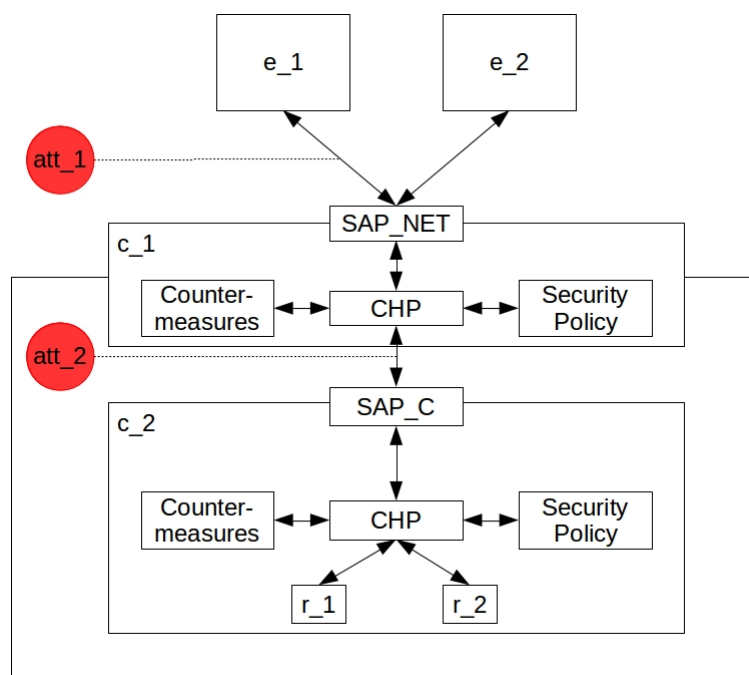 e_1
e_2
att_1
SAP_NET
c_1
Counter-
measures
CHP
Security
Policy
att_2
SAP_C
c_2
Counter-
measures
CHP
Security
Policy
r_1
r_2